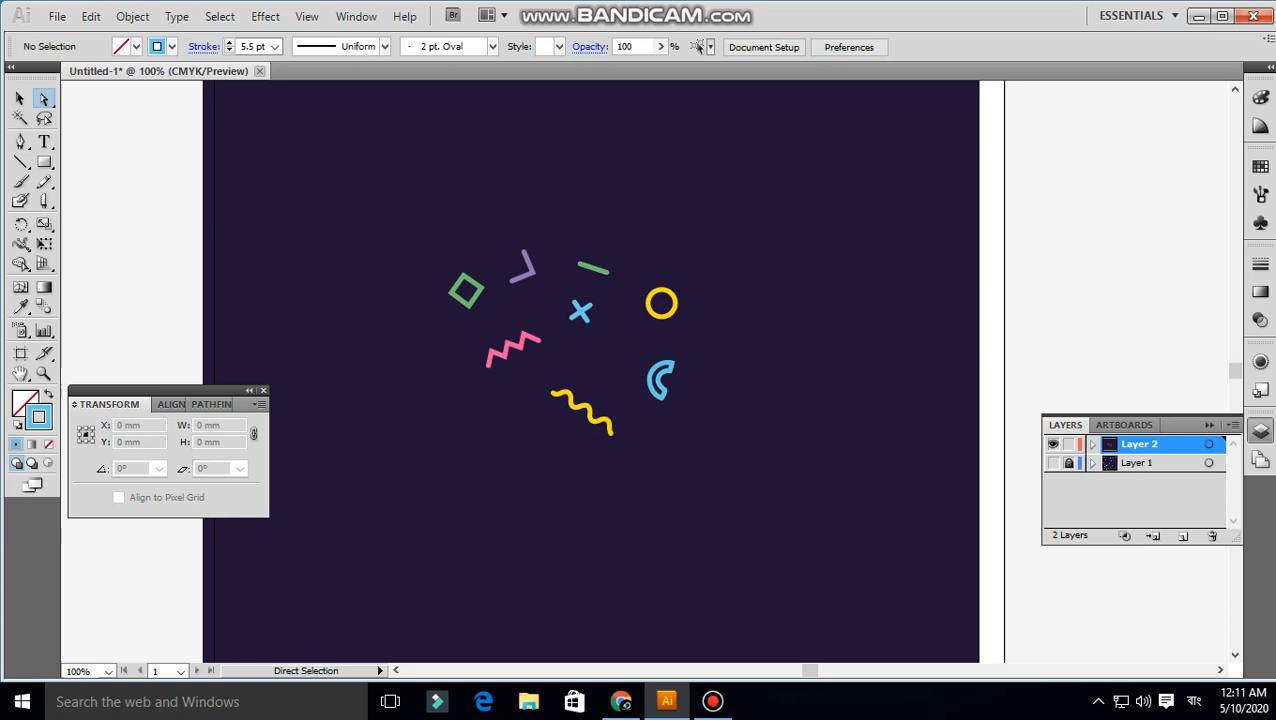 Ai File Edit Object Type Select Effect View Window Help Br www.BANDICAM.com ESSENTIALS
No Selection Stroke: 5.5 pt Uniform 2 pt. Oval Style: Opacity: 100 % Document Setup Preferences
Untitled-1* @ 100% (CMYK/Preview)
TRANSFORM ALIGN PATHFIN
X: 0 mm W: 0 mm
Y: 0 mm H: 0 mm
0° 0°
Align to Pixel Grid
LAYERS ARTBOARDS
Layer 2
Layer 1
2 Layers
100% 1 Direct Selection
Search the web and Windows
Ai
বাং
12:11 AM
5/10/2020